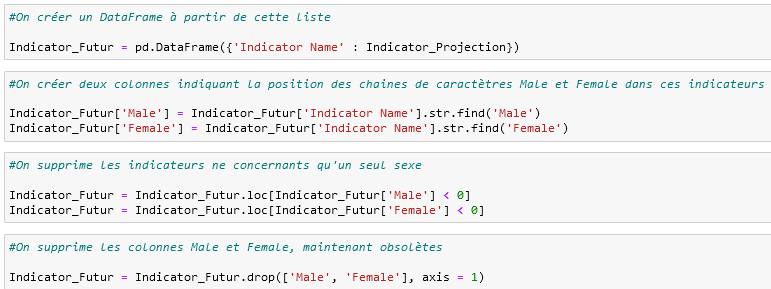 #On créer un DataFrame à partir de cette liste
Indicator_Futur = pd.DataFrame({'Indicator Name' : Indicator_Projection})
#On créer deux colonnes indiquant la position des chaines de caractètres Male et Female dans ces indicateurs
Indicator_Futur['Male'] = Indicator_Futur['Indicator Name'].str.find('Male')
Indicator_Futur['Female'] = Indicator_Futur['Indicator Name'].str.find('Female')
#On supprime les indicateurs ne concernants qu'un seul sexe
Indicator_Futur = Indicator_Futur.loc[Indicator_Futur['Male'] < 0]
Indicator_Futur = Indicator_Futur.loc[Indicator_Futur['Female'] < 0]
#On supprime les colonnes Male et Female, maintenant obsolètes
Indicator_Futur = Indicator_Futur.drop(['Male', 'Female'], axis = 1)